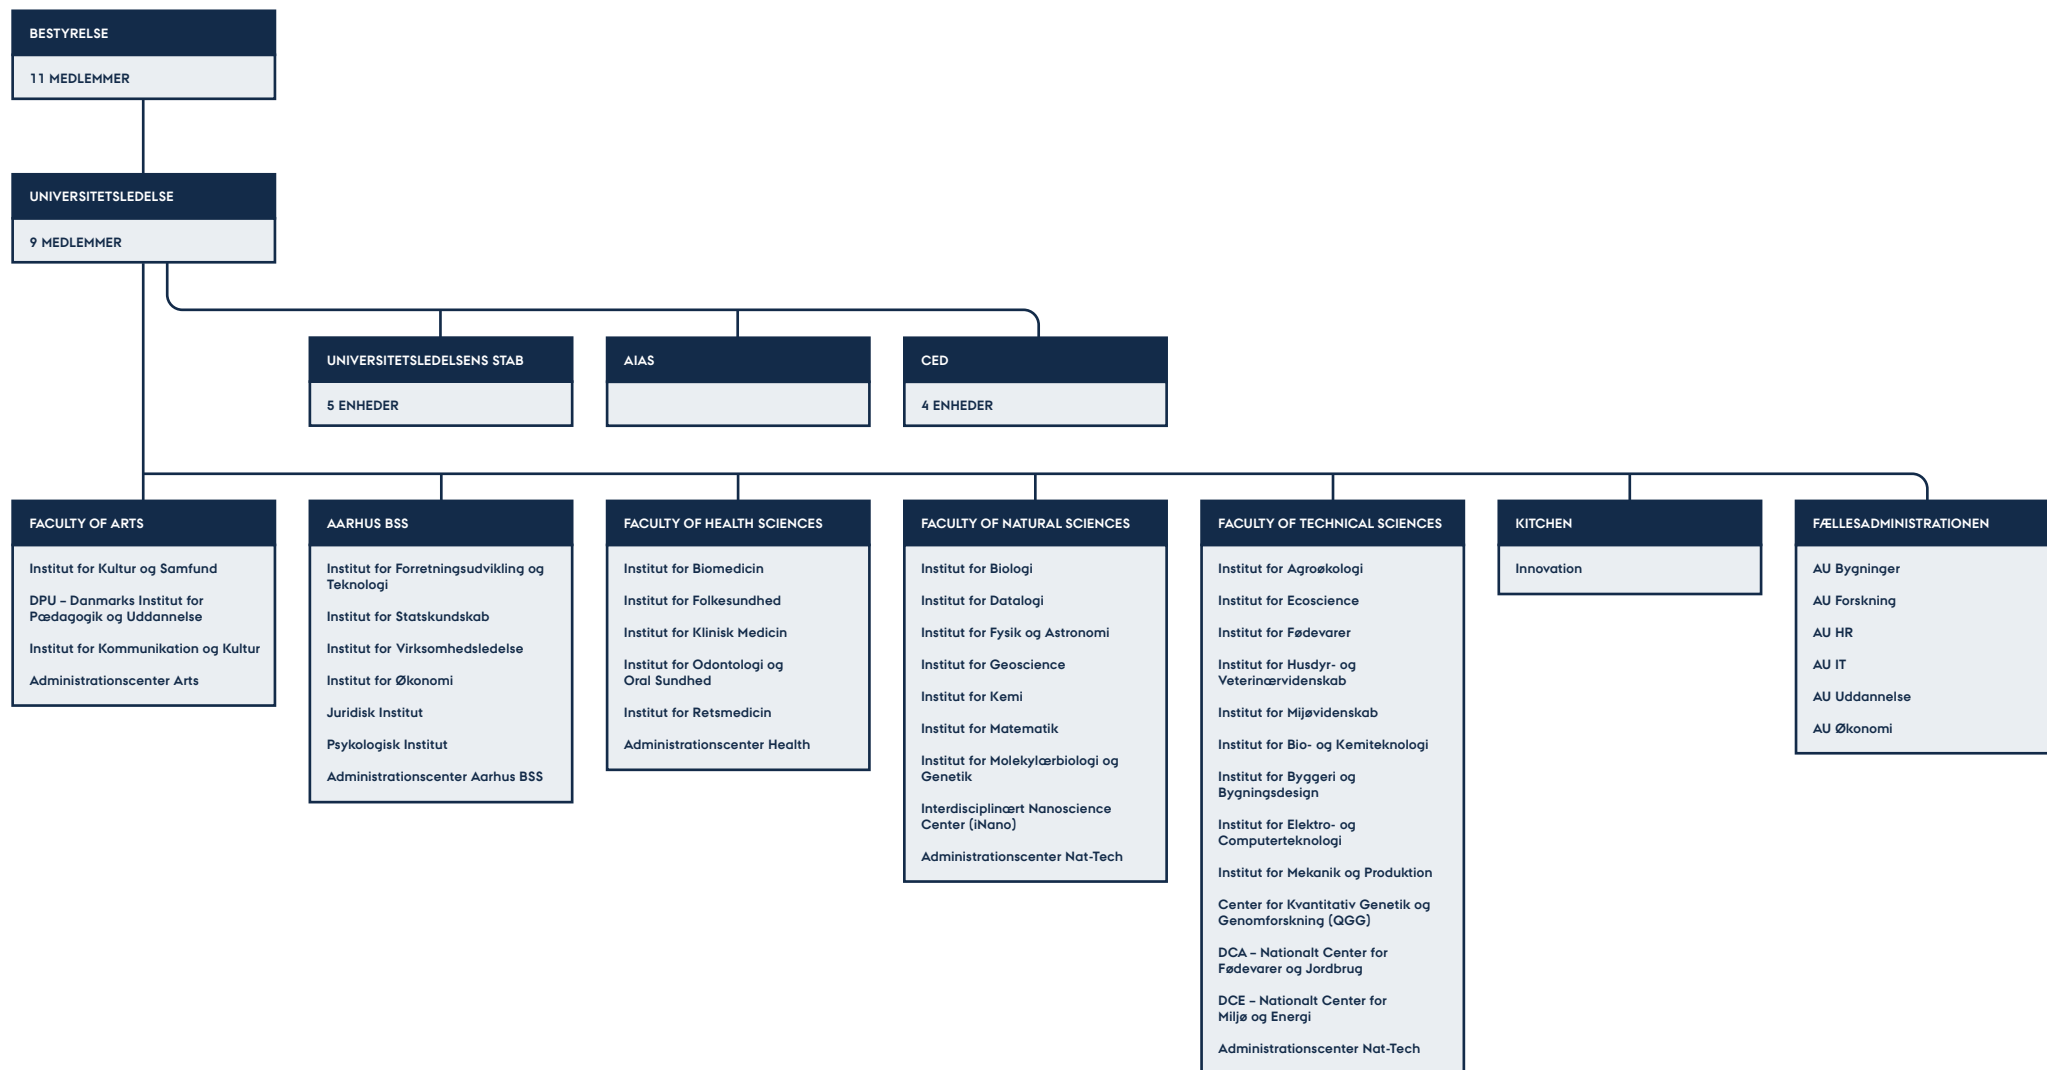 BESTYRELSE
11 MEDLEMMER
UNIVERSITETSLEDELSE
9 MEDLEMMER
UNIVERSITETSLEDELSENS STAB
5 ENHEDER
AIAS
CED
4 ENHEDER
FACULTY OF ARTS
Institut for Kultur og Samfund
DPU – Danmarks Institut for
Pædagogik og Uddannelse
Institut for Kommunikation og Kultur
Administrationscenter Arts
AARHUS BSS
Institut for Forretningsudvikling og
Teknologi
Institut for Statskundskab
Institut for Virksomhedsledelse
Institut for Økonomi
Juridisk Institut
Psykologisk Institut
Administrationscenter Aarhus BSS
FACULTY OF HEALTH SCIENCES
Institut for Biomedicin
Institut for Folkesundhed
Institut for Klinisk Medicin
Institut for Odontologi og
Oral Sundhed
Institut for Retsmedicin
Administrationscenter Health
FACULTY OF NATURAL SCIENCES
Institut for Biologi
Institut for Datalogi
Institut for Fysik og Astronomi
Institut for Geoscience
Institut for Kemi
Institut for Matematik
Institut for Molekylærbiologi og
Genetik
Interdisciplinært Nanoscience
Center (iNano)
Administrationscenter Nat-Tech
FACULTY OF TECHNICAL SCIENCES
Institut for Agroøkologi
Institut for Ecoscience
Institut for Fødevarer
Institut for Husdyr- og
Veterinærvidenskab
Institut for Mijøvidenskab
Institut for Bio- og Kemiteknologi
Institut for Byggeri og
Bygningsdesign
Institut for Elektro- og
Computerteknologi
Institut for Mekanik og Produktion
Center for Kvantitativ Genetik og
Genomforskning (QGG)
DCA – Nationalt Center for
Fødevarer og Jordbrug
DCE – Nationalt Center for
Miljø og Energi
Administrationscenter Nat-Tech
KITCHEN
Innovation
FÆLLESADMINISTRATIONEN
AU Bygninger
AU Forskning
AU HR
AU IT
AU Uddannelse
AU Økonomi